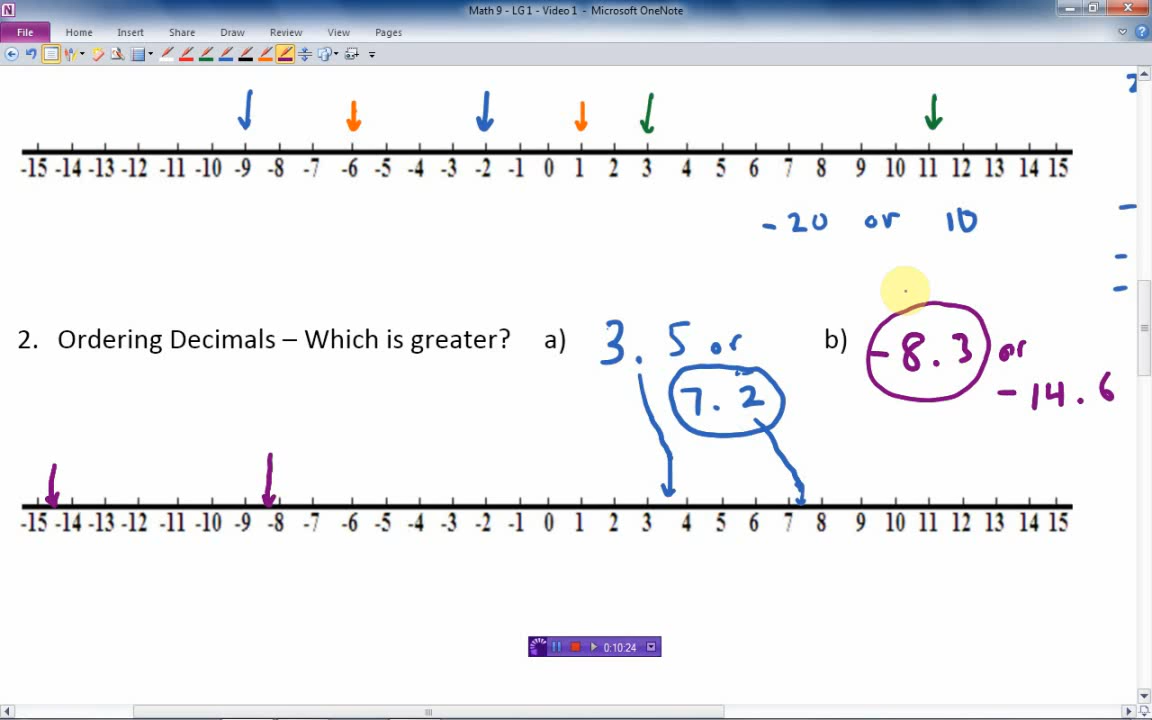 Math 9 - LG 1 - Video 1 - Microsoft OneNote
File Home Insert Share Draw Review View Pages
-15 -14 -13 -12 -11 -10 -9 -8 -7 -6 -5 -4 -3 -2 -1 0 1 2 3 4 5 6 7 8 9 10 11 12 13 14 15
-20 or 10
2. Ordering Decimals – Which is greater? a) 3.5 or b) -8.3 or
7.2 -14.6
-15 -14 -13 -12 -11 -10 -9 -8 -7 -6 -5 -4 -3 -2 -1 0 1 2 3 4 5 6 7 8 9 10 11 12 13 14 15
0:10:24